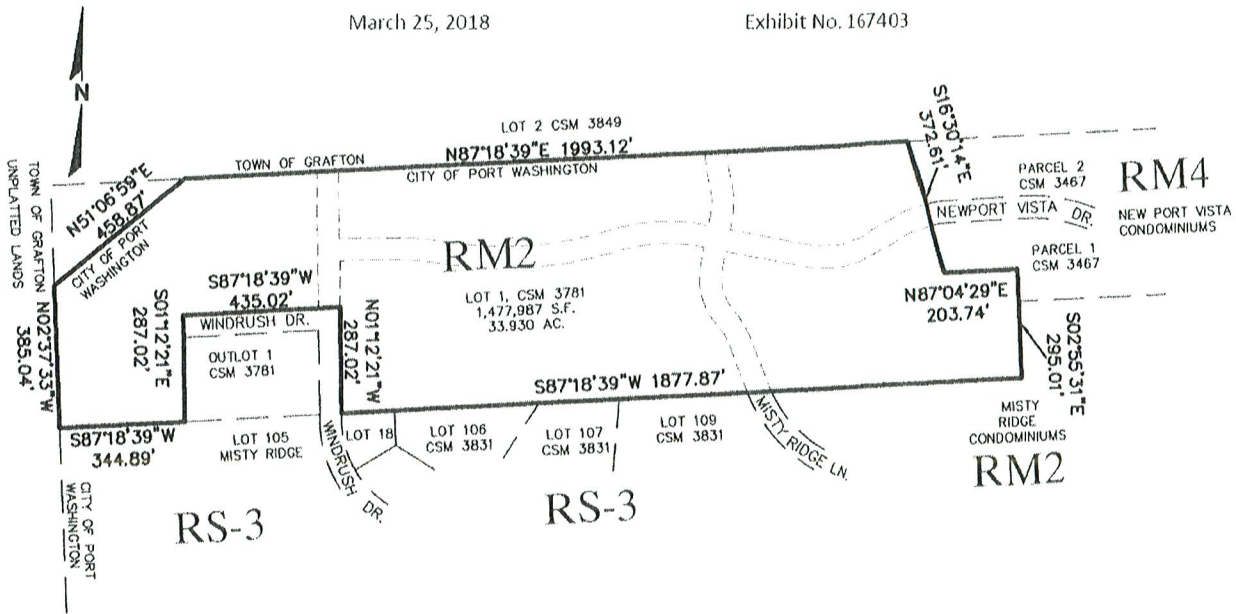 March 25, 2018
Exhibit No. 167403
N
LOT 2 CSM 3849
TOWN OF GRAFTON
N87°18'39"E 1993.12'
CITY OF PORT WASHINGTON
S16°30'14"E
372.61'
PARCEL 2
CSM 3467
RM4
NEWPORT VISTA DR.
NEW PORT VISTA
CONDOMINIUMS
PARCEL 1
CSM 3467
N51°06'59"E
458.87'
CITY OF PORT
WASHINGTON
TOWN OF GRAFTON
UNPLATTED LANDS
N02°37'33"W
385.04'
S87°18'39"W
435.02'
WINDRUSH DR.
S01°12'21"E
287.02'
OUTLOT 1
CSM 3781
N01°12'21"W
287.02'
RM2
LOT 1, CSM 3781
1,477,987 S.F.
33.930 AC.
N87°04'29"E
203.74'
S02°55'31"E
295.01'
S87°18'39"W 1877.87'
S87°18'39"W
344.89'
LOT 105
MISTY RIDGE
WINDRUSH DR.
LOT 18
LOT 106
CSM 3831
LOT 107
CSM 3831
LOT 109
CSM 3831
MISTY RIDGE LN.
MISTY
RIDGE
CONDOMINIUMS
RM2
CITY OF PORT
WASHINGTON
RS-3
RS-3